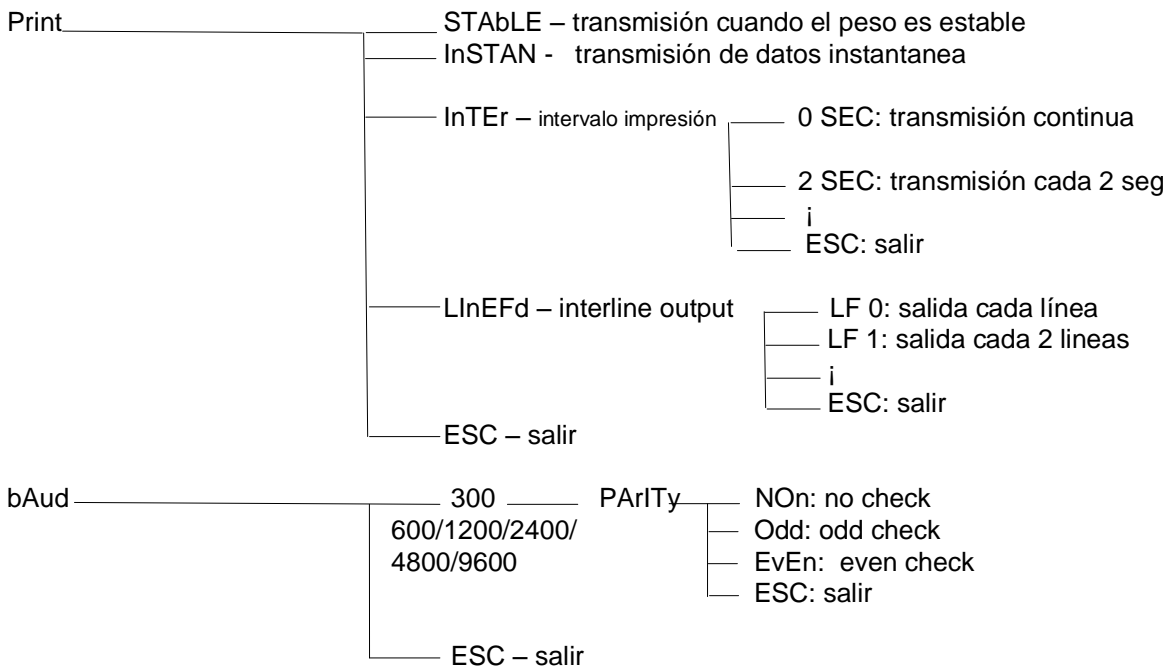 Print
STAbLE – transmisión cuando el peso es estable
InSTAN - transmisión de datos instantanea
InTEr – intervalo impresión
0 SEC: transmisión continua
2 SEC: transmisión cada 2 seg
¡
ESC: salir
LInEFd – interline output
LF 0: salida cada línea
LF 1: salida cada 2 lineas
¡
ESC: salir
ESC – salir
bAud
300
600/1200/2400/
4800/9600
PArITy
NOn: no check
Odd: odd check
EvEn: even check
ESC: salir
ESC – salir